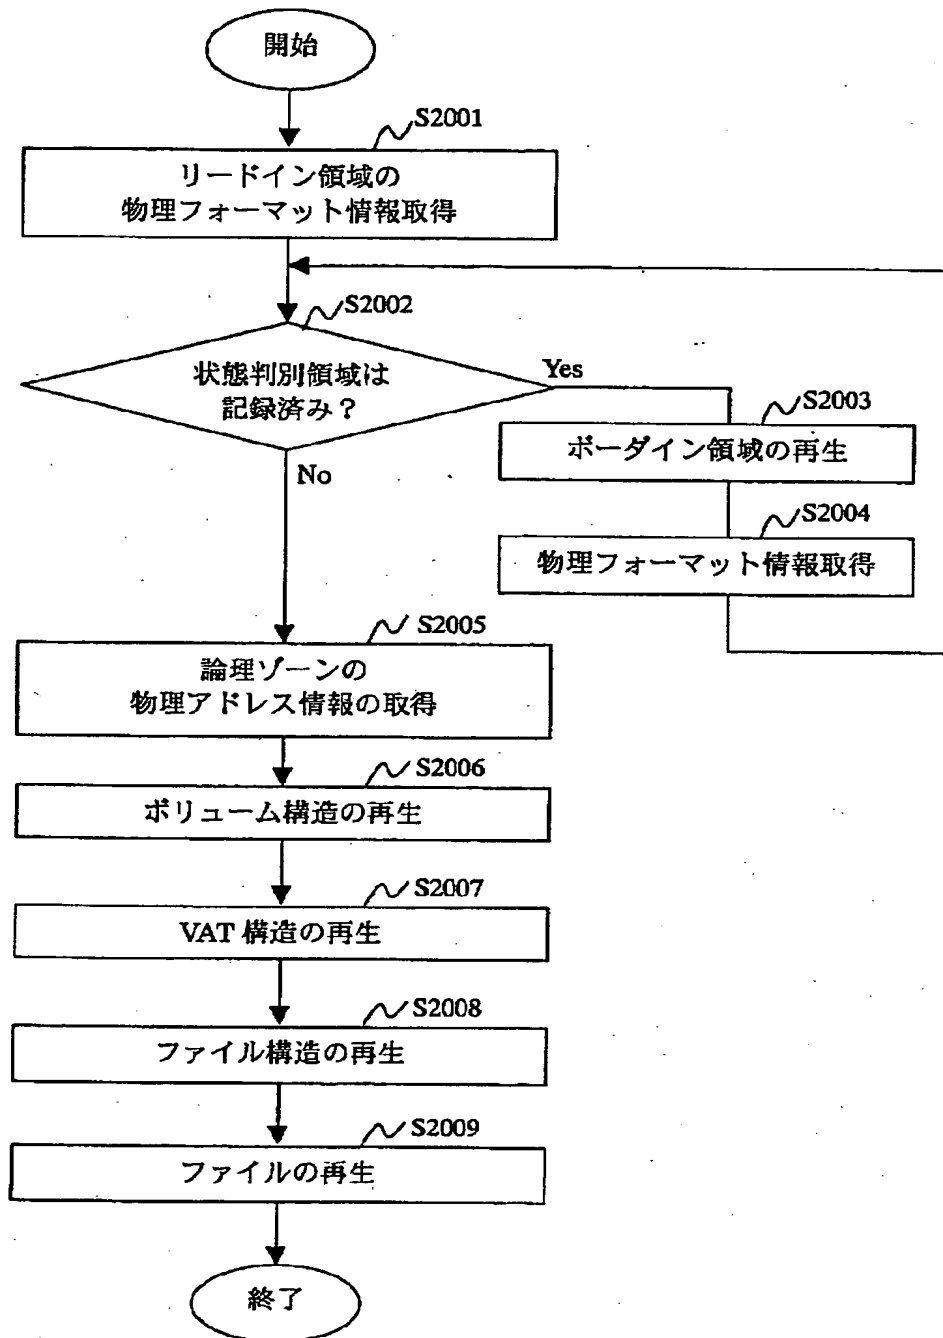 開始
S2001
リードイン領域の
物理フォーマット情報取得
S2002
状態判別領域は
記録済み？
Yes
No
S2003
ボーダイン領域の再生
S2004
物理フォーマット情報取得
S2005
論理ゾーンの
物理アドレス情報の取得
S2006
ボリューム構造の再生
S2007
VAT 構造の再生
S2008
ファイル構造の再生
S2009
ファイルの再生
終了